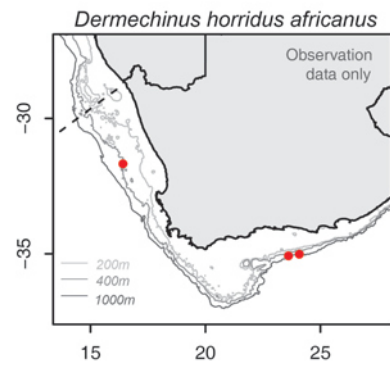 Dermechinus horridus africanus
Observation
data only
-30
-35
200m
400m
1000m
15
20
25